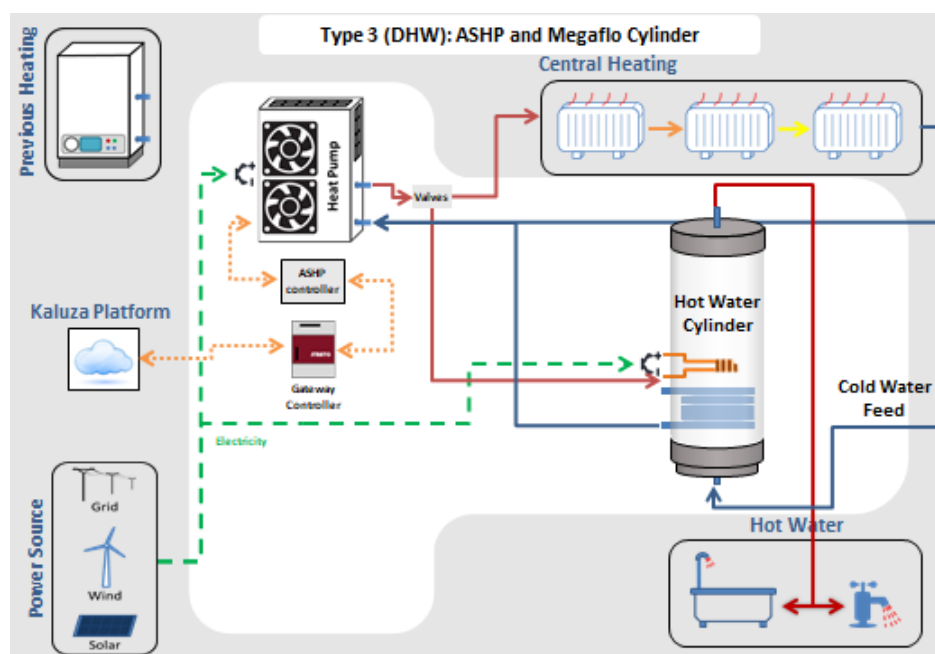 Type 3 (DHW): ASHP and Megaflo Cylinder
Previous Heating
Central Heating
Heat Pump
Valves
ASHP
controller
Hot Water
Cylinder
Kaluza Platform
Gateway
Controller
Cold Water
Feed
Electricity
Power Source
Grid
Wind
Solar
Hot Water